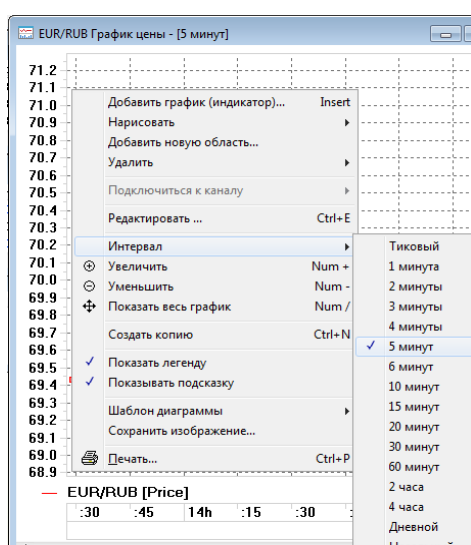 EUR/RUB График цены - [5 минут]
71.2
71.1
71.0
70.9
70.8
70.7
70.6
70.5
70.4
70.3
70.2
70.1
70.0
69.9
69.8
69.7
69.6
69.5
69.4
69.3
69.2
69.1
69.0
68.9
Добавить график (индикатор)... Insert
Нарисовать
Добавить новую область...
Удалить
Подключиться к каналу
Редактировать ... Ctrl+E
Интервал
Увеличить Num +
Уменьшить Num -
Показать весь график Num /
Создать копию Ctrl+N
Показать легенду
Показывать подсказку
Шаблон диаграммы
Сохранить изображение...
Печать... Ctrl+P
Тиковый
1 минута
2 минуты
3 минуты
4 минуты
5 минут
6 минут
10 минут
15 минут
20 минут
30 минут
60 минут
2 часа
4 часа
Дневной
EUR/RUB [Price]
:30 :45 14h :15 :30